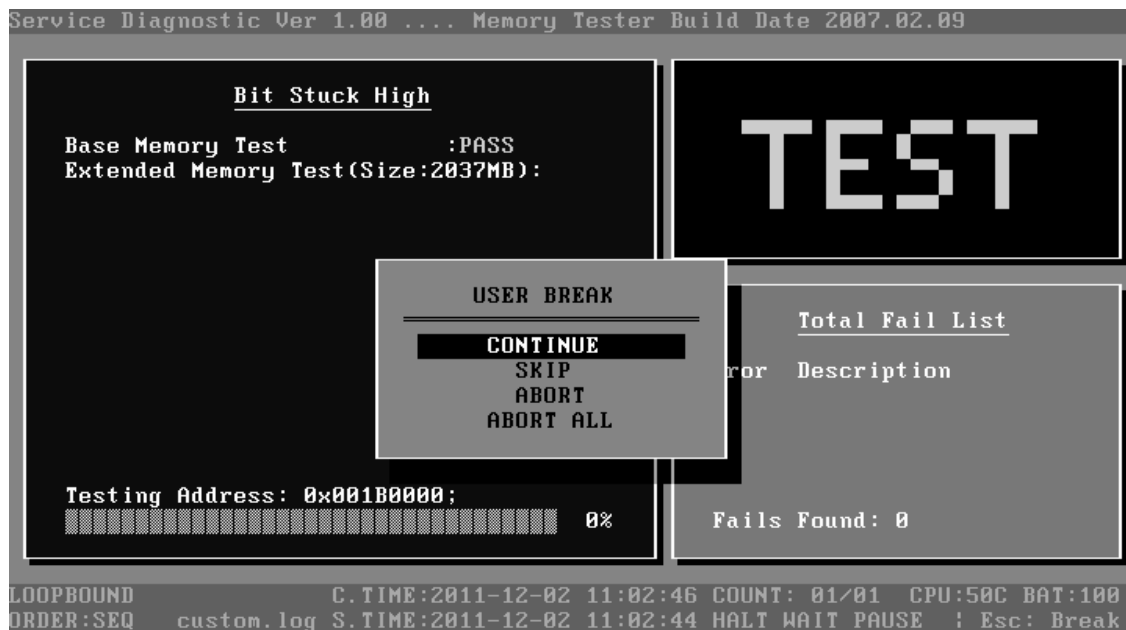 Service Diagnostic Ver 1.00 .... Memory Tester Build Date 2007.02.09
Bit Stuck High
Base Memory Test :PASS
Extended Memory Test(Size:2037MB):
TEST
USER BREAK
CONTINUE
SKIP
ABORT
ABORT ALL
Total Fail List
ror Description
Testing Address: 0x001B0000;
0%
Fails Found: 0
LOOPBOUND C.TIME:2011-12-02 11:02:46 COUNT: 01/01 CPU:50C BAT:100
ORDER:SEQ custom.log S.TIME:2011-12-02 11:02:44 HALT WAIT PAUSE ¦ Esc: Break